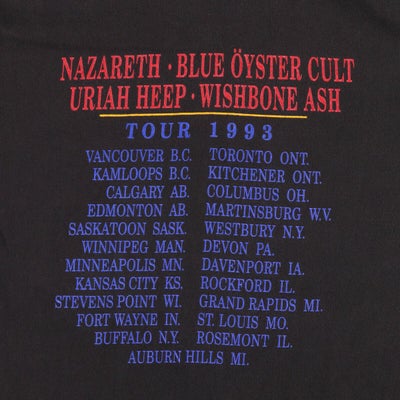 NAZARETH · BLUE ÖYSTER CULT
URIAH HEEP · WISHBONE ASH
TOUR 1993
VANCOUVER B.C. TORONTO ONT.
KAMLOOPS B.C. KITCHENER ONT.
CALGARY AB. COLUMBUS OH.
EDMONTON AB. MARTINSBURG W.V.
SASKATOON SASK. WESTBURY N.Y.
WINNIPEG MAN. DEVON PA.
MINNEAPOLIS MN. DAVENPORT IA.
KANSAS CITY KS. ROCKFORD IL.
STEVENS POINT WI. GRAND RAPIDS MI.
FORT WAYNE IN. ST. LOUIS MO.
BUFFALO N.Y. ROSEMONT IL.
AUBURN HILLS MI.